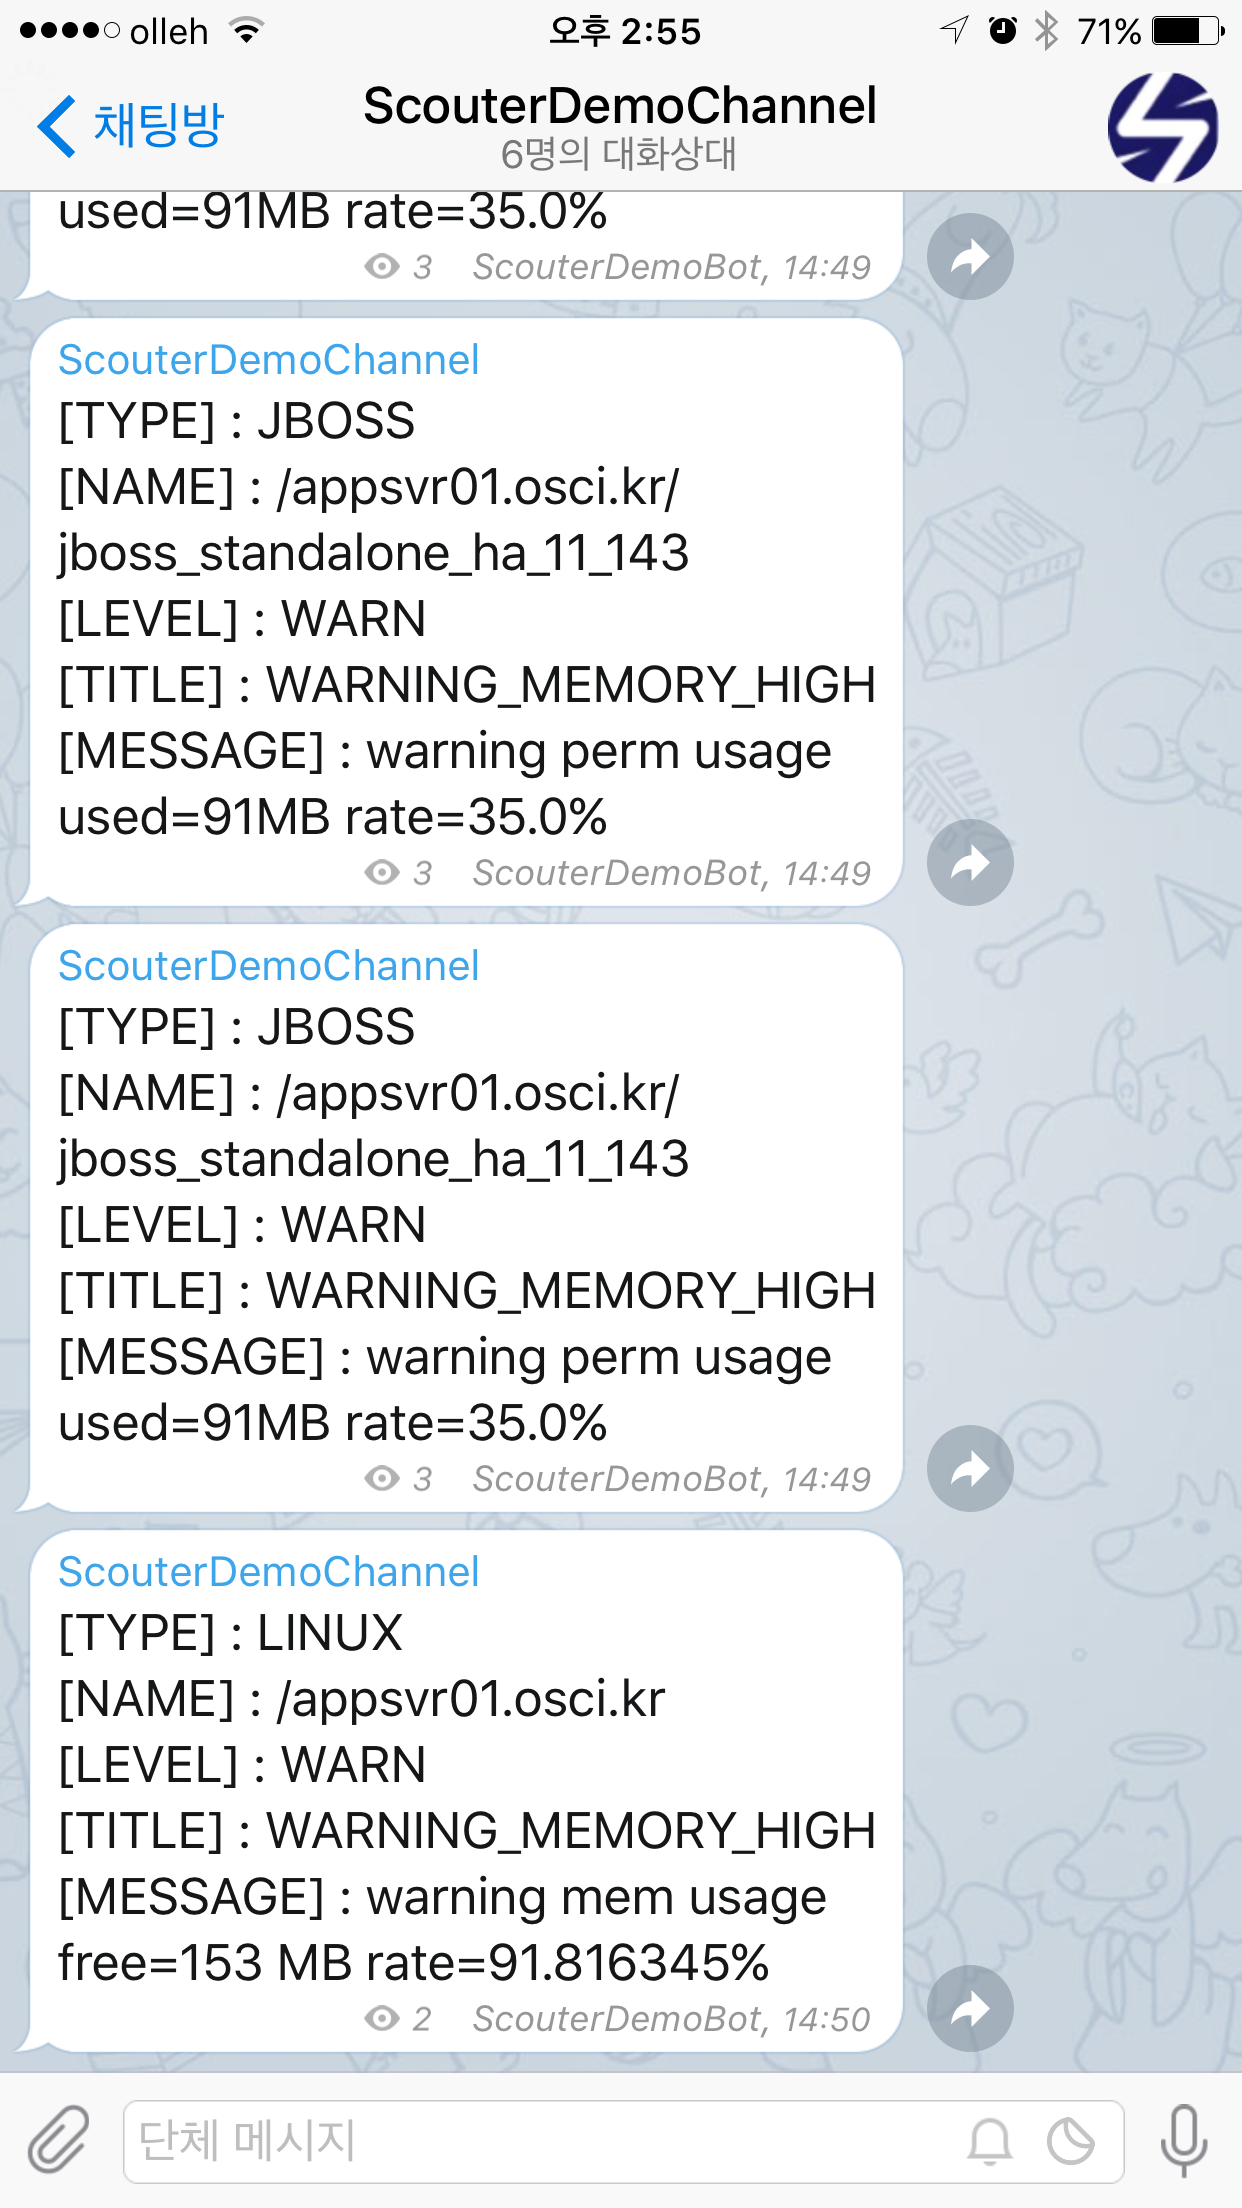 olleh 오후 2:55 71%
채팅방 ScouterDemoChannel
6명의 대화상대
used=91MB rate=35.0%
3 ScouterDemoBot, 14:49
ScouterDemoChannel
[TYPE] : JBOSS
[NAME] : /appsvr01.osci.kr/
jboss_standalone_ha_11_143
[LEVEL] : WARN
[TITLE] : WARNING_MEMORY_HIGH
[MESSAGE] : warning perm usage
used=91MB rate=35.0%
3 ScouterDemoBot, 14:49
ScouterDemoChannel
[TYPE] : JBOSS
[NAME] : /appsvr01.osci.kr/
jboss_standalone_ha_11_143
[LEVEL] : WARN
[TITLE] : WARNING_MEMORY_HIGH
[MESSAGE] : warning perm usage
used=91MB rate=35.0%
3 ScouterDemoBot, 14:49
ScouterDemoChannel
[TYPE] : LINUX
[NAME] : /appsvr01.osci.kr
[LEVEL] : WARN
[TITLE] : WARNING_MEMORY_HIGH
[MESSAGE] : warning mem usage
free=153 MB rate=91.816345%
2 ScouterDemoBot, 14:50
단체 메시지